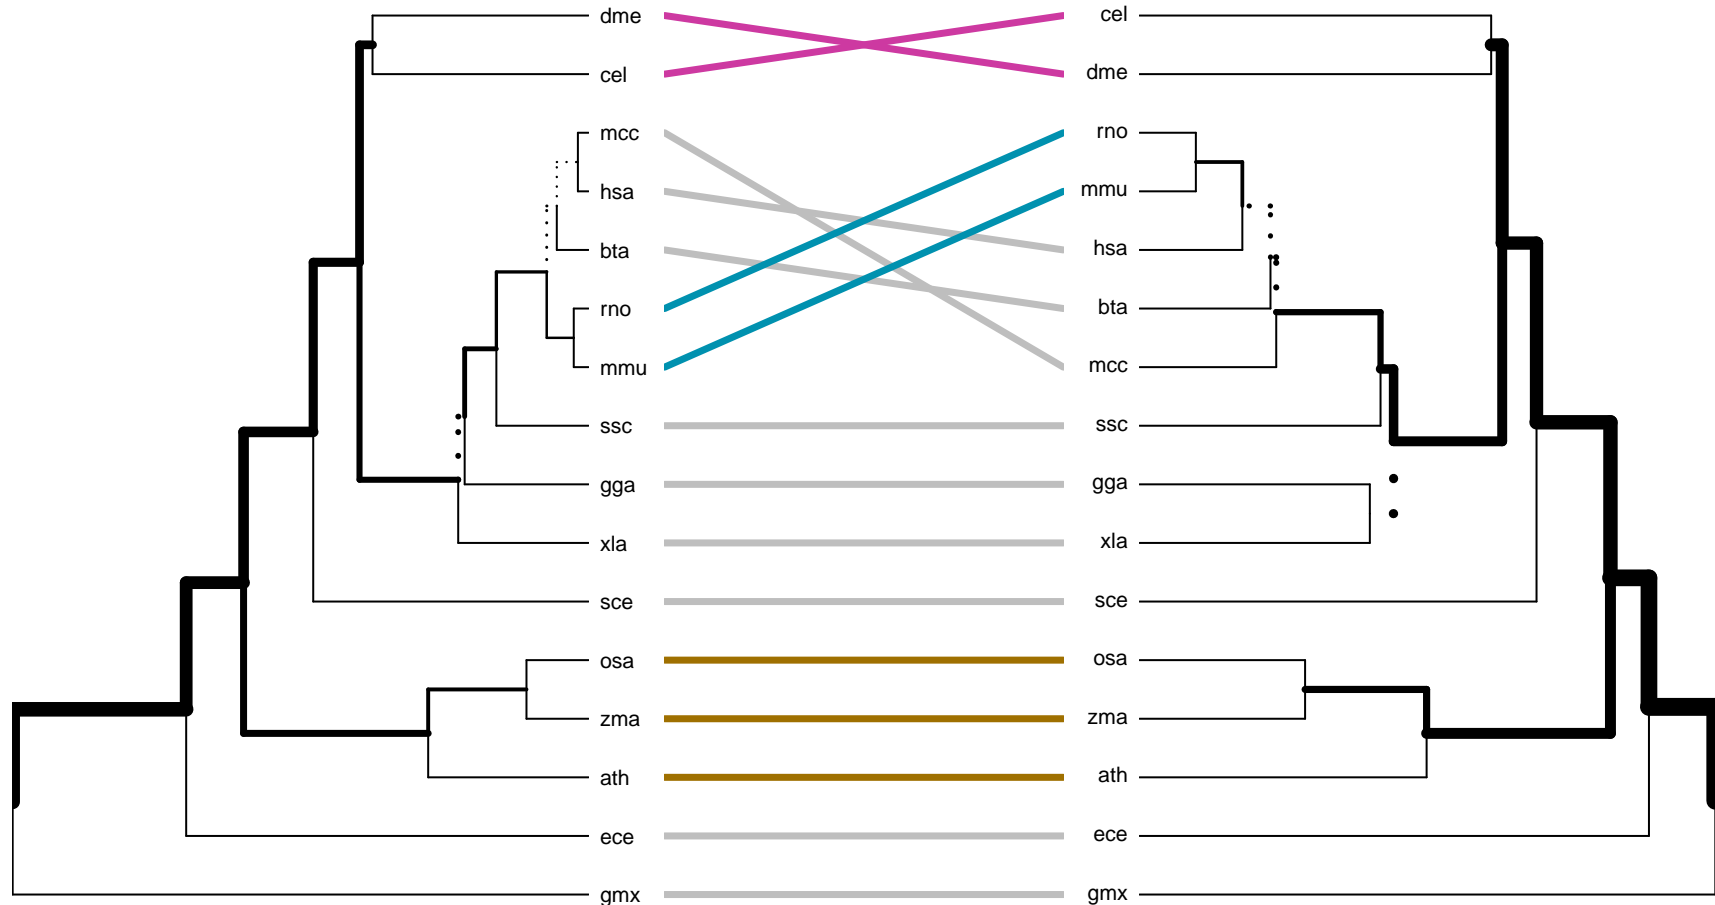 dme cel
cel dme
mcc rno
hsa mmu
bta hsa
rno bta
mmu mcc
ssc ssc
gga gga
xla xla
sce sce
osa osa
zma zma
ath ath
ece ece
gmx gmx